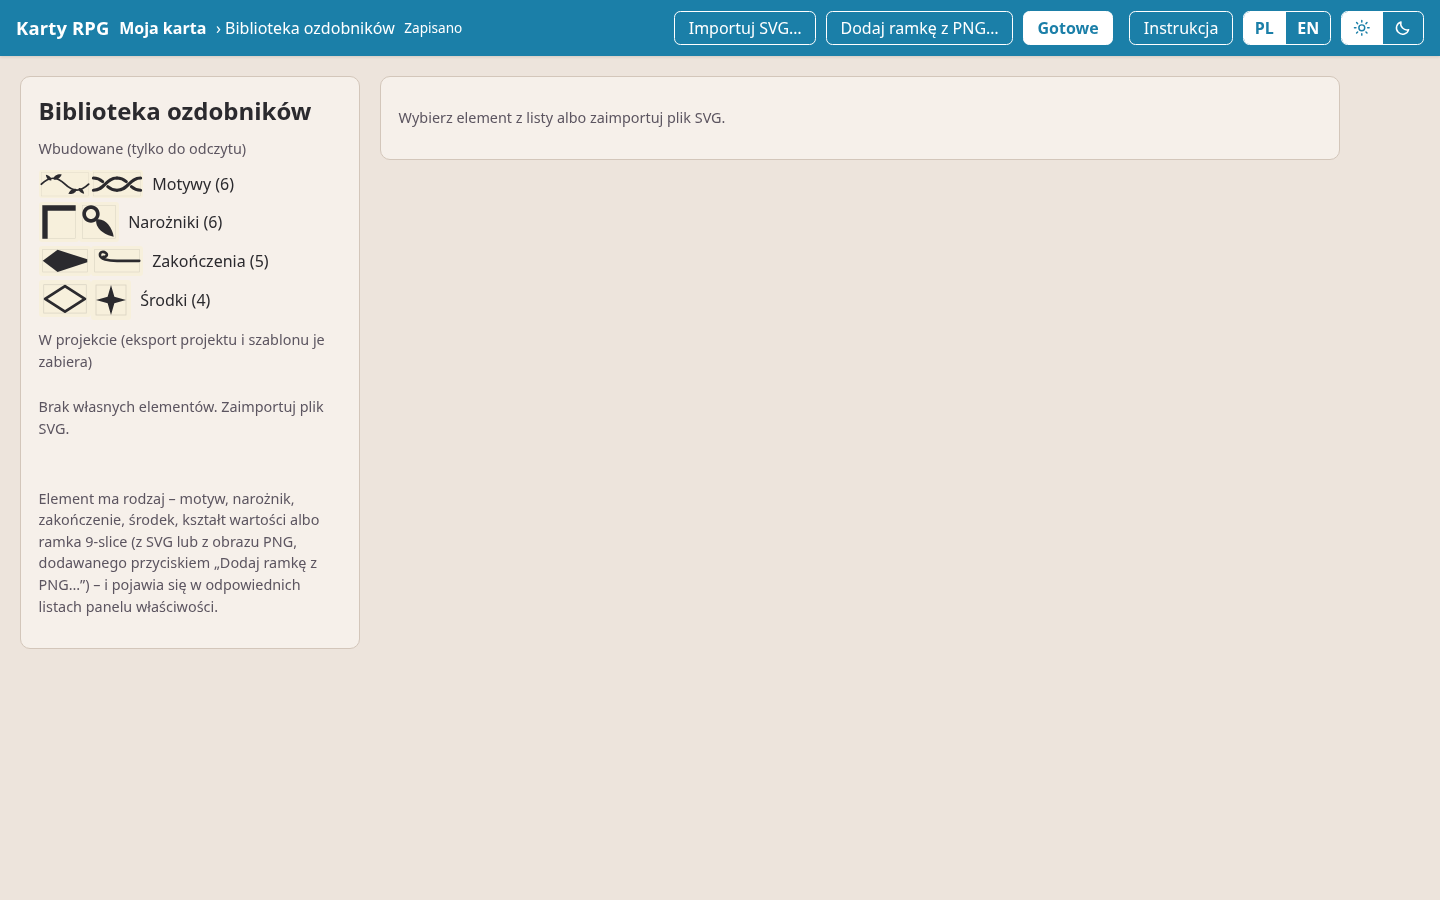 Karty RPG Moja karta › Biblioteka ozdobników Zapisano Importuj SVG... Dodaj ramkę z PNG... Gotowe Instrukcja PL EN
Biblioteka ozdobników
Wbudowane (tylko do odczytu)
Motywy (6)
Narożniki (6)
Zakończenia (5)
Środki (4)
W projekcie (eksport projektu i szablonu je
zabiera)
Brak własnych elementów. Zaimportuj plik
SVG.
Element ma rodzaj – motyw, narożnik,
zakończenie, środek, kształt wartości albo
ramka 9-slice (z SVG lub z obrazu PNG,
dodawanego przyciskiem „Dodaj ramkę z
PNG...”) – i pojawia się w odpowiednich
listach panelu właściwości.
Wybierz element z listy albo zaimportuj plik SVG.